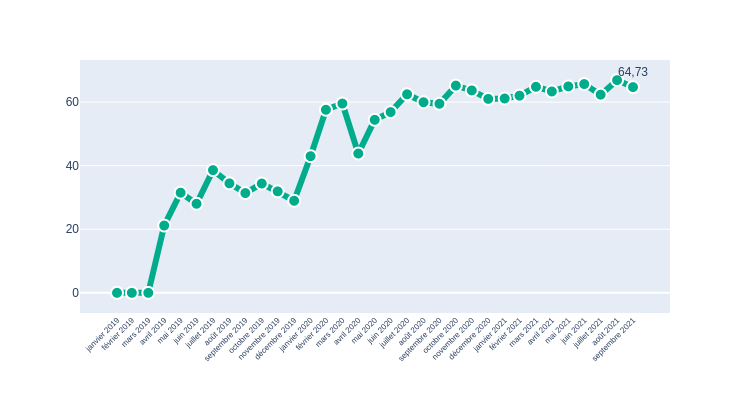 64,73
60
40
20
0
janvier 2019
février 2019
mars 2019
avril 2019
mai 2019
juin 2019
juillet 2019
août 2019
septembre 2019
octobre 2019
novembre 2019
décembre 2019
janvier 2020
février 2020
mars 2020
avril 2020
mai 2020
juin 2020
juillet 2020
août 2020
septembre 2020
octobre 2020
novembre 2020
décembre 2020
janvier 2021
février 2021
mars 2021
avril 2021
mai 2021
juin 2021
juillet 2021
août 2021
septembre 2021